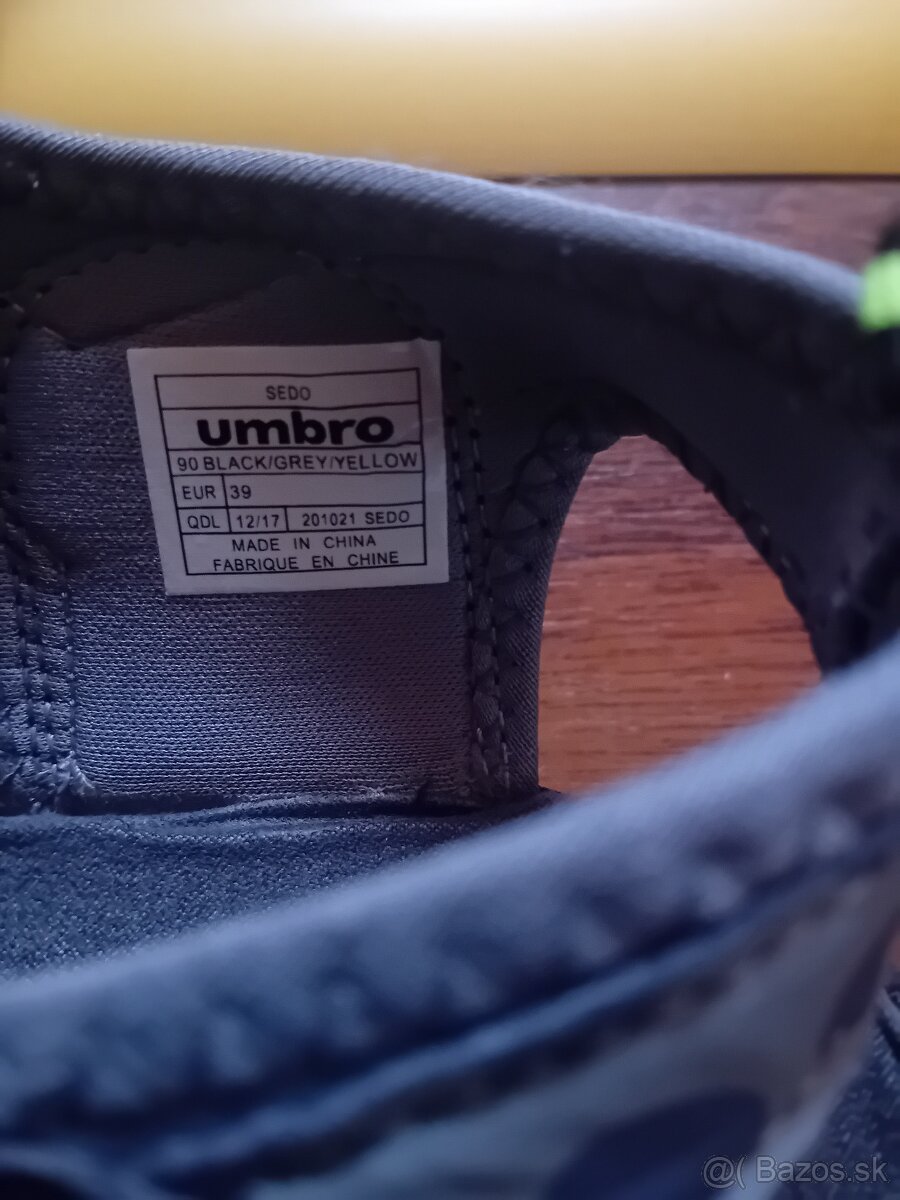 SEDO
umbro
90 BLACK/GREY/YELLOW
EUR 39
QDL 12/17 201021 SEDO
MADE IN CHINA
FABRIQUE EN CHINE
@( Bazos.sk